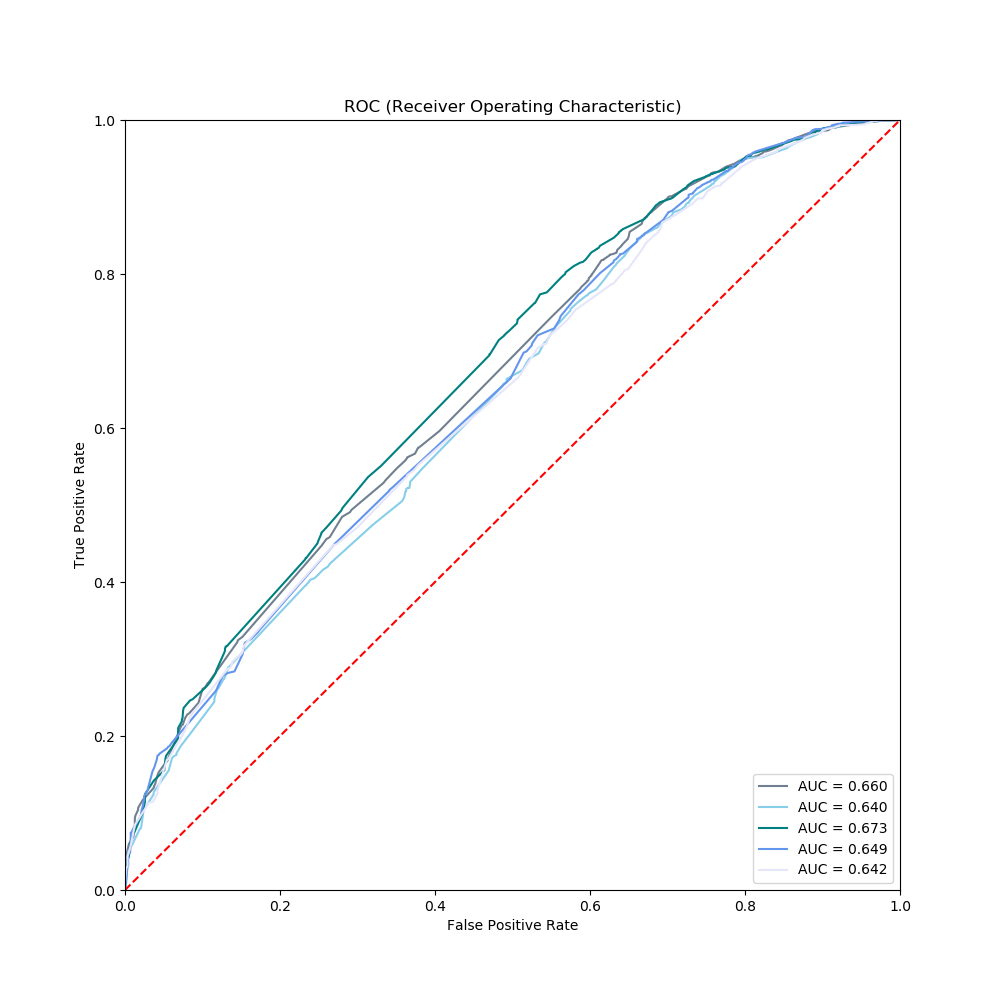 ROC (Receiver Operating Characteristic)
1.0
0.8
0.6
0.4
0.2
0.0
True Positive Rate
0.0 0.2 0.4 0.6 0.8 1.0
False Positive Rate
AUC = 0.660
AUC = 0.640
AUC = 0.673
AUC = 0.649
AUC = 0.642